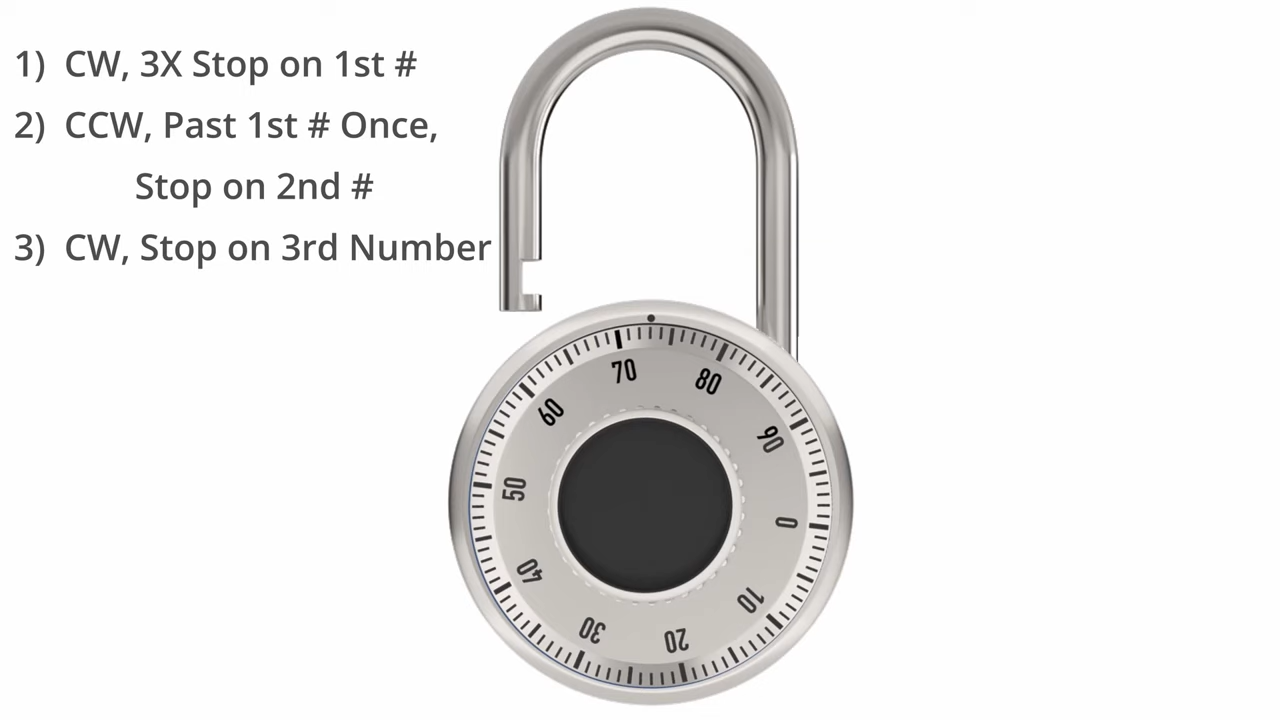 1) CW, 3X Stop on 1st #
2) CCW, Past 1st # Once,
Stop on 2nd #
3) CW, Stop on 3rd Number
70
80
60
90
50
0
40
10
30
20